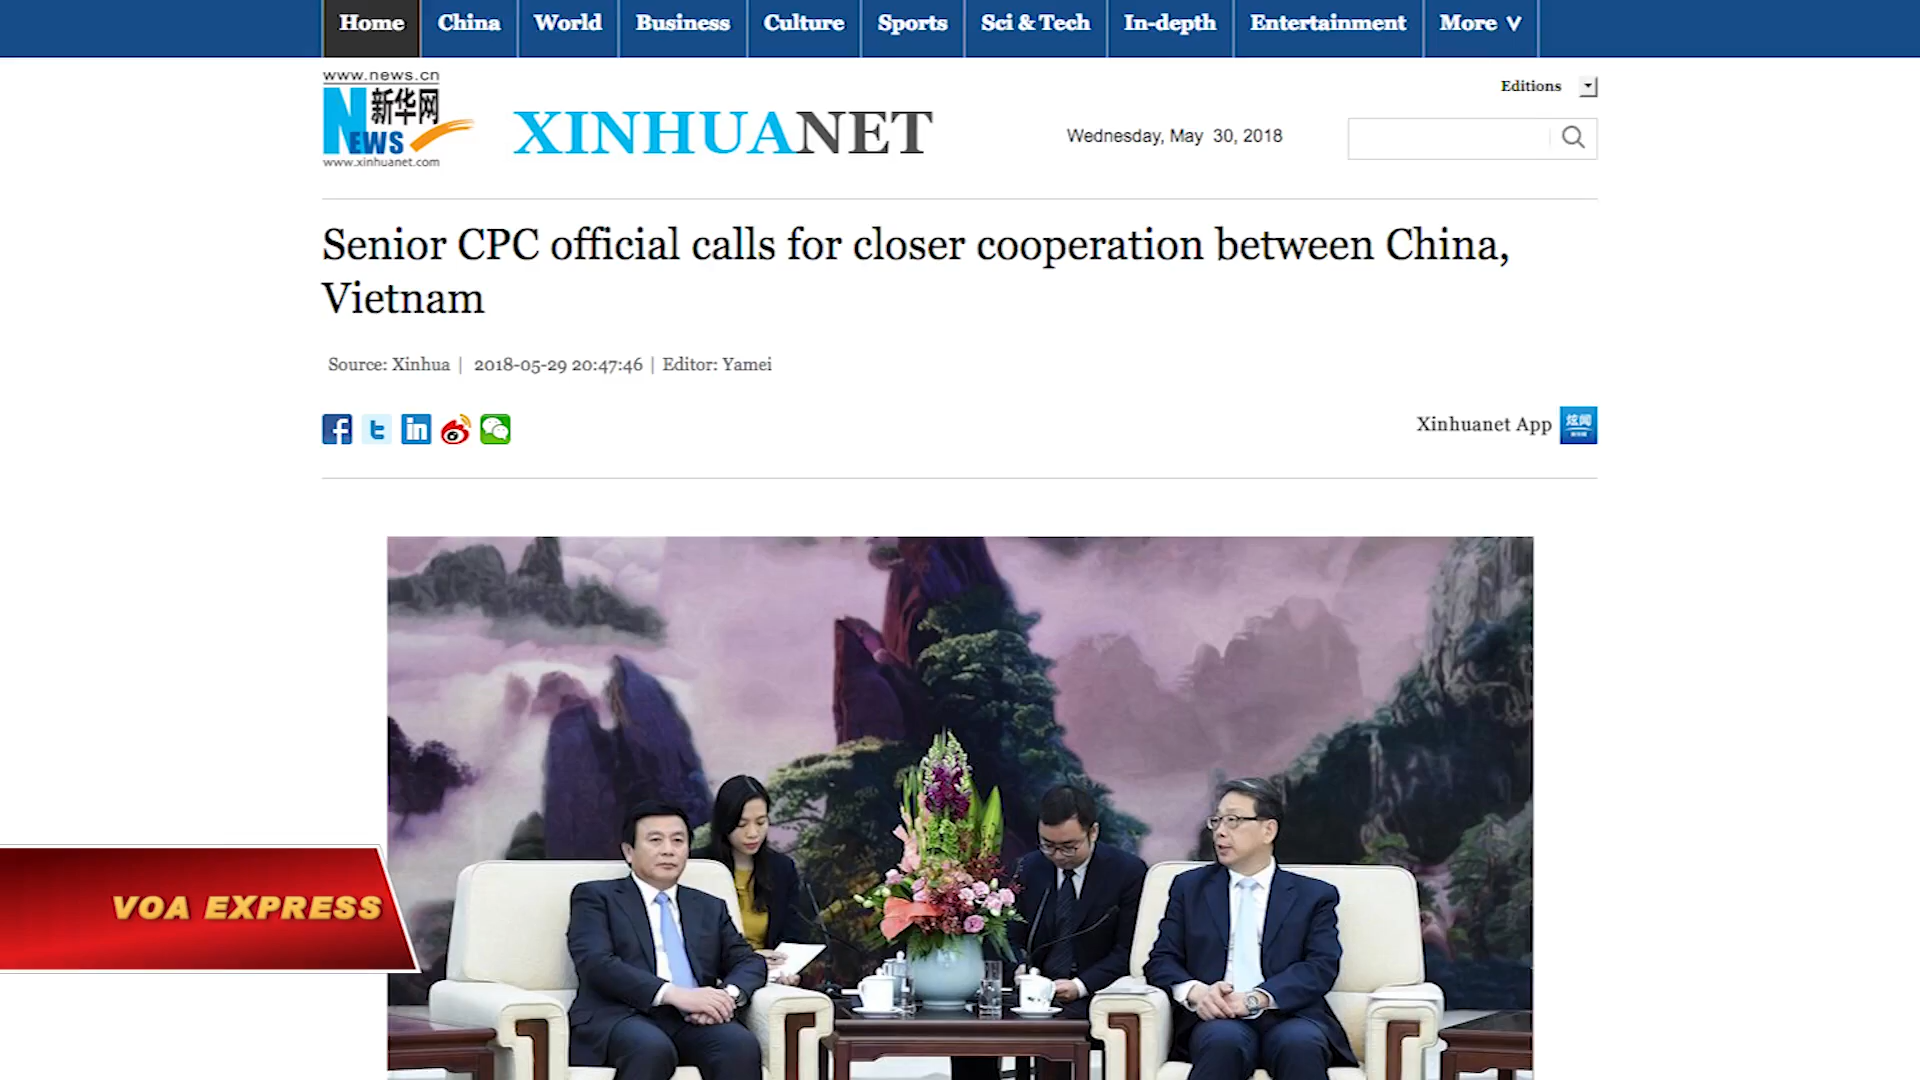 Home China World Business Culture Sports Sci & Tech In-depth Entertainment More V
www.news.cn
新华网
NEWS
www.xinhuanet.com
XINHUANET
Wednesday, May 30, 2018
Editions
Senior CPC official calls for closer cooperation between China,
Vietnam
Source: Xinhua | 2018-05-29 20:47:46 | Editor: Yamei
Xinhuanet App
炫闻
VOA EXPRESS